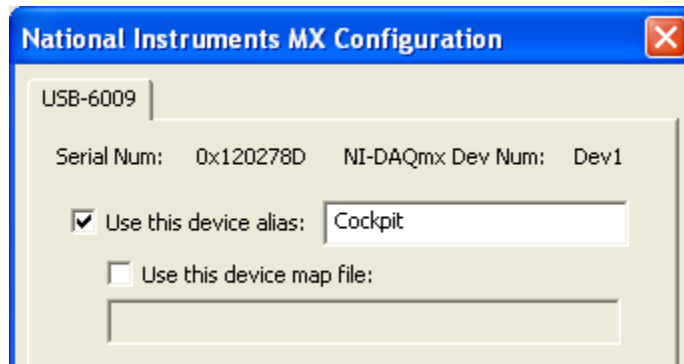 National Instruments MX Configuration
USB-6009
Serial Num: 0x120278D NI-DAQmx Dev Num: Dev1
Use this device alias: Cockpit
Use this device map file: